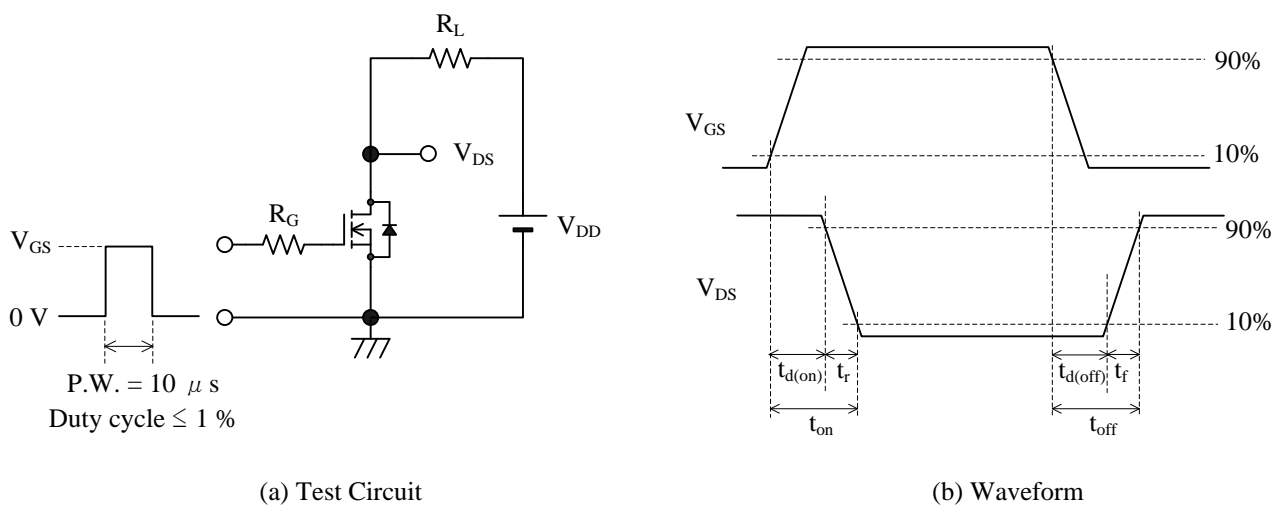 R_L
V_DS
R_G
V_DD
V_GS
0 V
P.W. = 10 μ s
Duty cycle ≤ 1 %
(a) Test Circuit
90%
V_GS
10%
90%
V_DS
10%
t_d(on) t_r t_d(off) t_f
t_on t_off
(b) Waveform